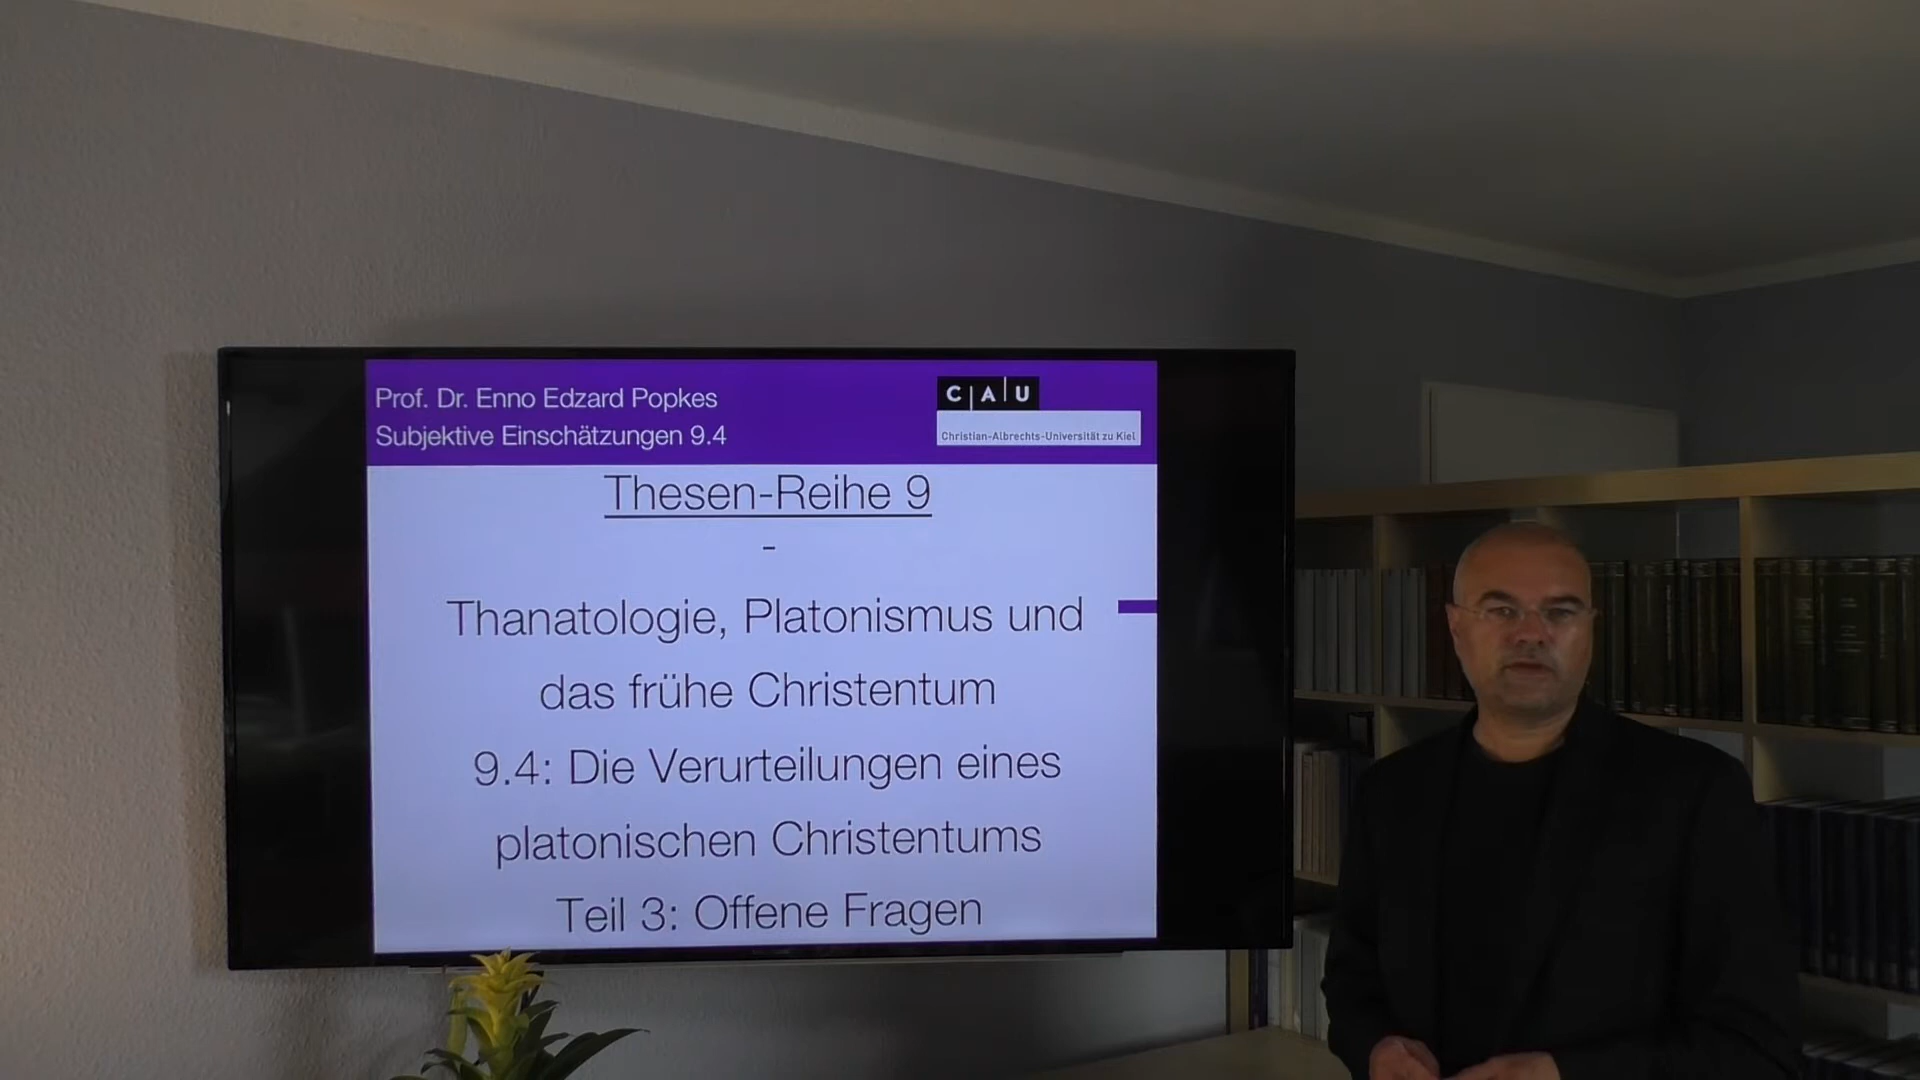 Prof. Dr. Enno Edzard Popkes
Subjektive Einschätzungen 9.4
C|A|U
Christian-Albrechts-Universität zu Kiel
Thesen-Reihe 9
-
Thanatologie, Platonismus und
das frühe Christentum
9.4: Die Verurteilungen eines
platonischen Christentums
Teil 3: Offene Fragen